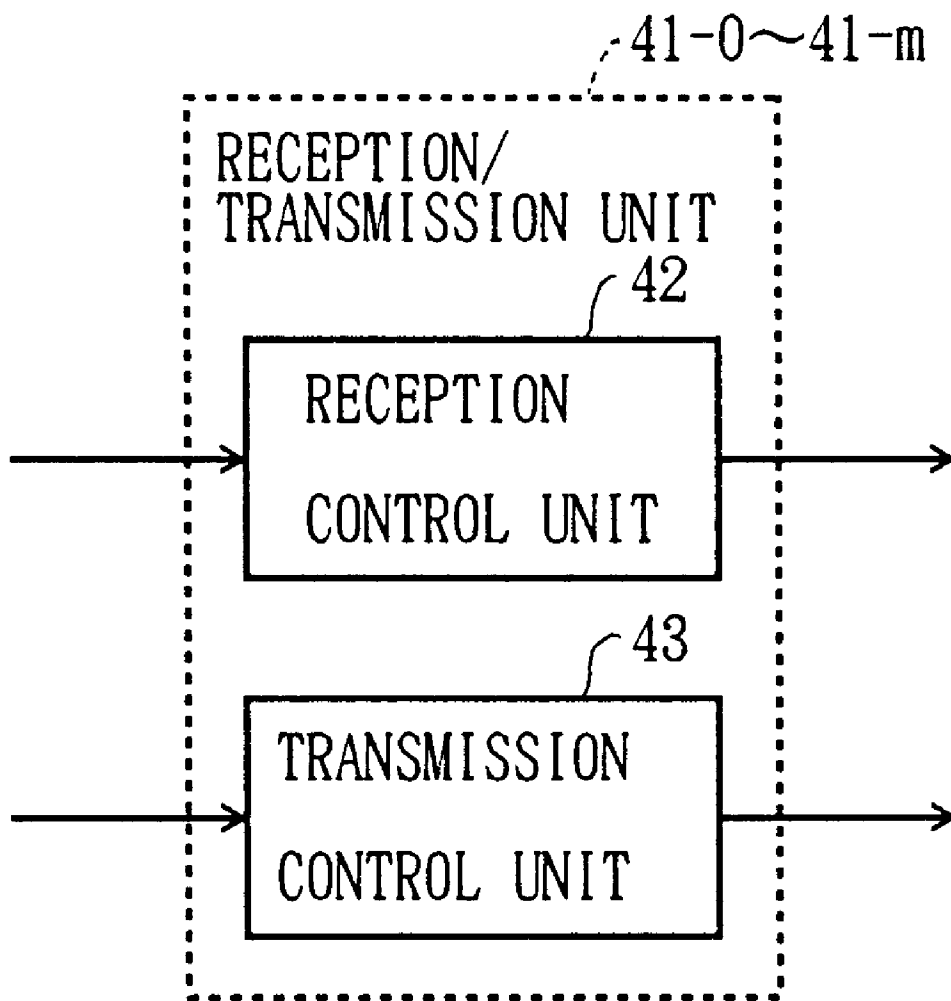 41-0～41-m
RECEPTION/
TRANSMISSION UNIT
42
RECEPTION
CONTROL UNIT
43
TRANSMISSION
CONTROL UNIT